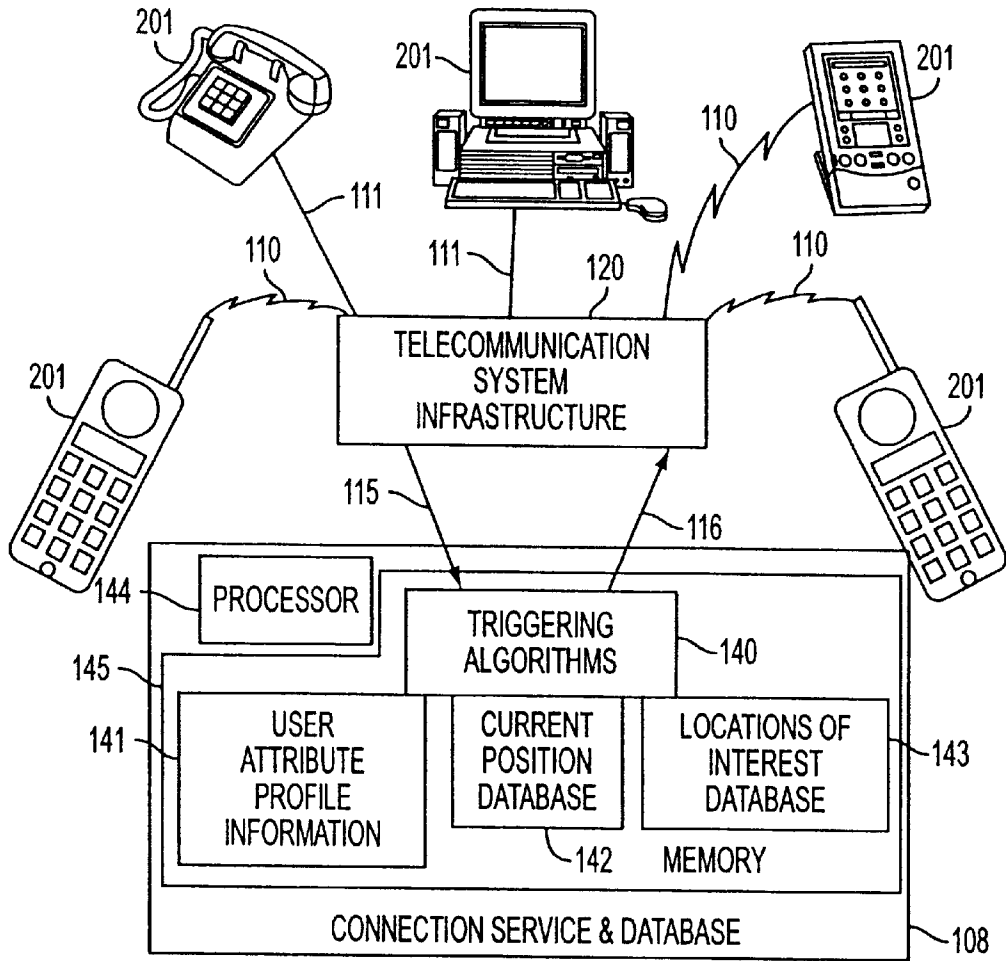 201
201
201
110
111
111
110
120
110
TELECOMMUNICATION
SYSTEM
INFRASTRUCTURE
201
201
115
116
144
PROCESSOR
TRIGGERING
ALGORITHMS
140
145
141
USER
ATTRIBUTE
PROFILE
INFORMATION
CURRENT
POSITION
DATABASE
142
LOCATIONS OF
INTEREST
DATABASE
143
MEMORY
CONNECTION SERVICE & DATABASE
108